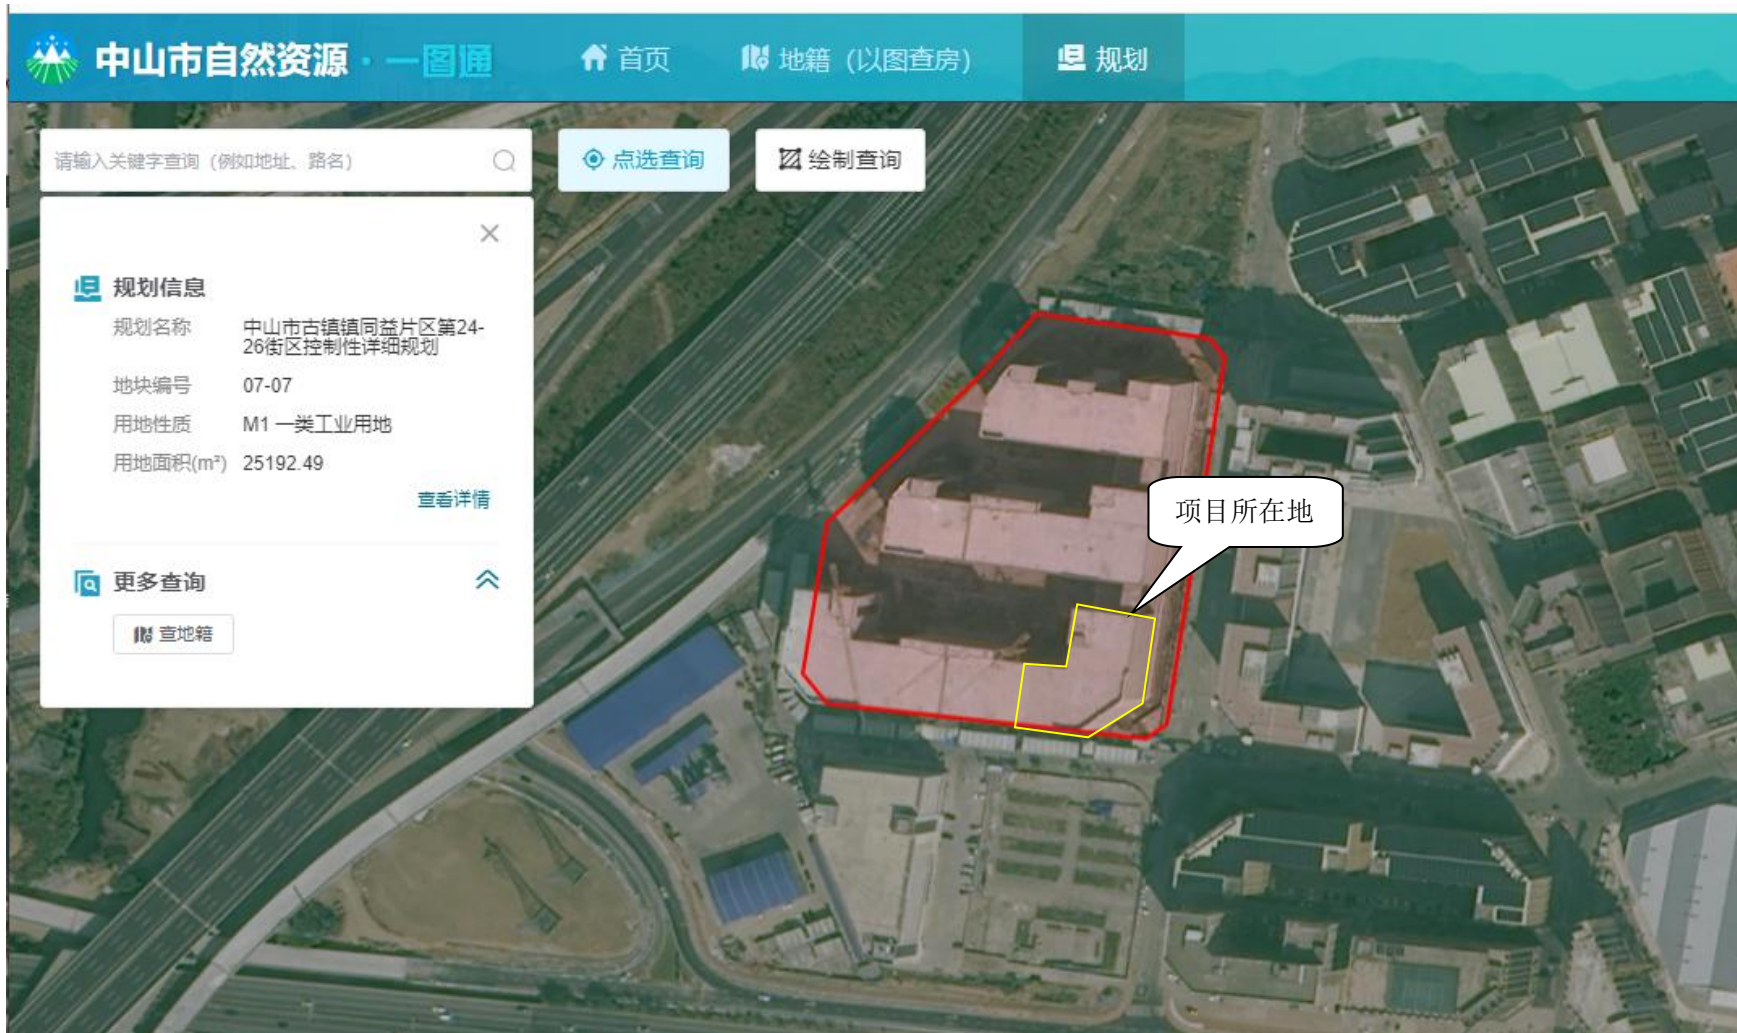 中山市自然资源·一图通
首页
地籍（以图查房）
规划
请输入关键字查询（例如地址、路名）
点选查询
绘制查询
规划信息
规划名称
中山市古镇镇同益片区第24-
26街区控制性详细规划
地块编号
07-07
用地性质
M1 一类工业用地
用地面积(m²)
25192.49
查看详情
更多查询
查地籍
项目所在地